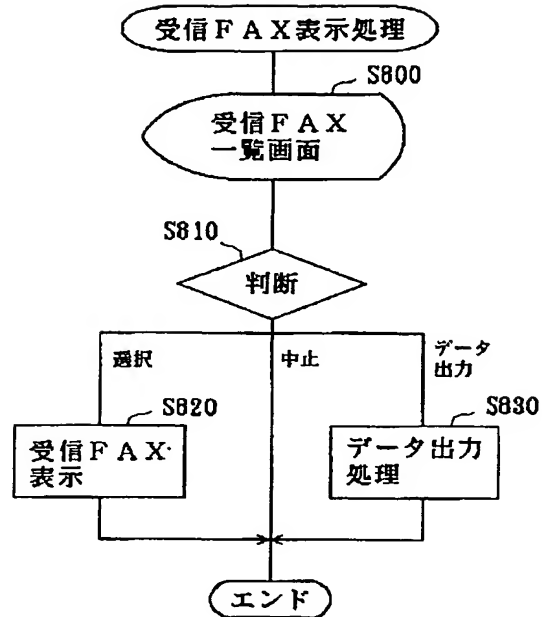 受信ＦＡＸ表示処理
S800
受信ＦＡＸ
一覧画面
S810
判断
選択
中止
データ
出力
S820
受信ＦＡＸ
表示
S830
データ出力
処理
エンド